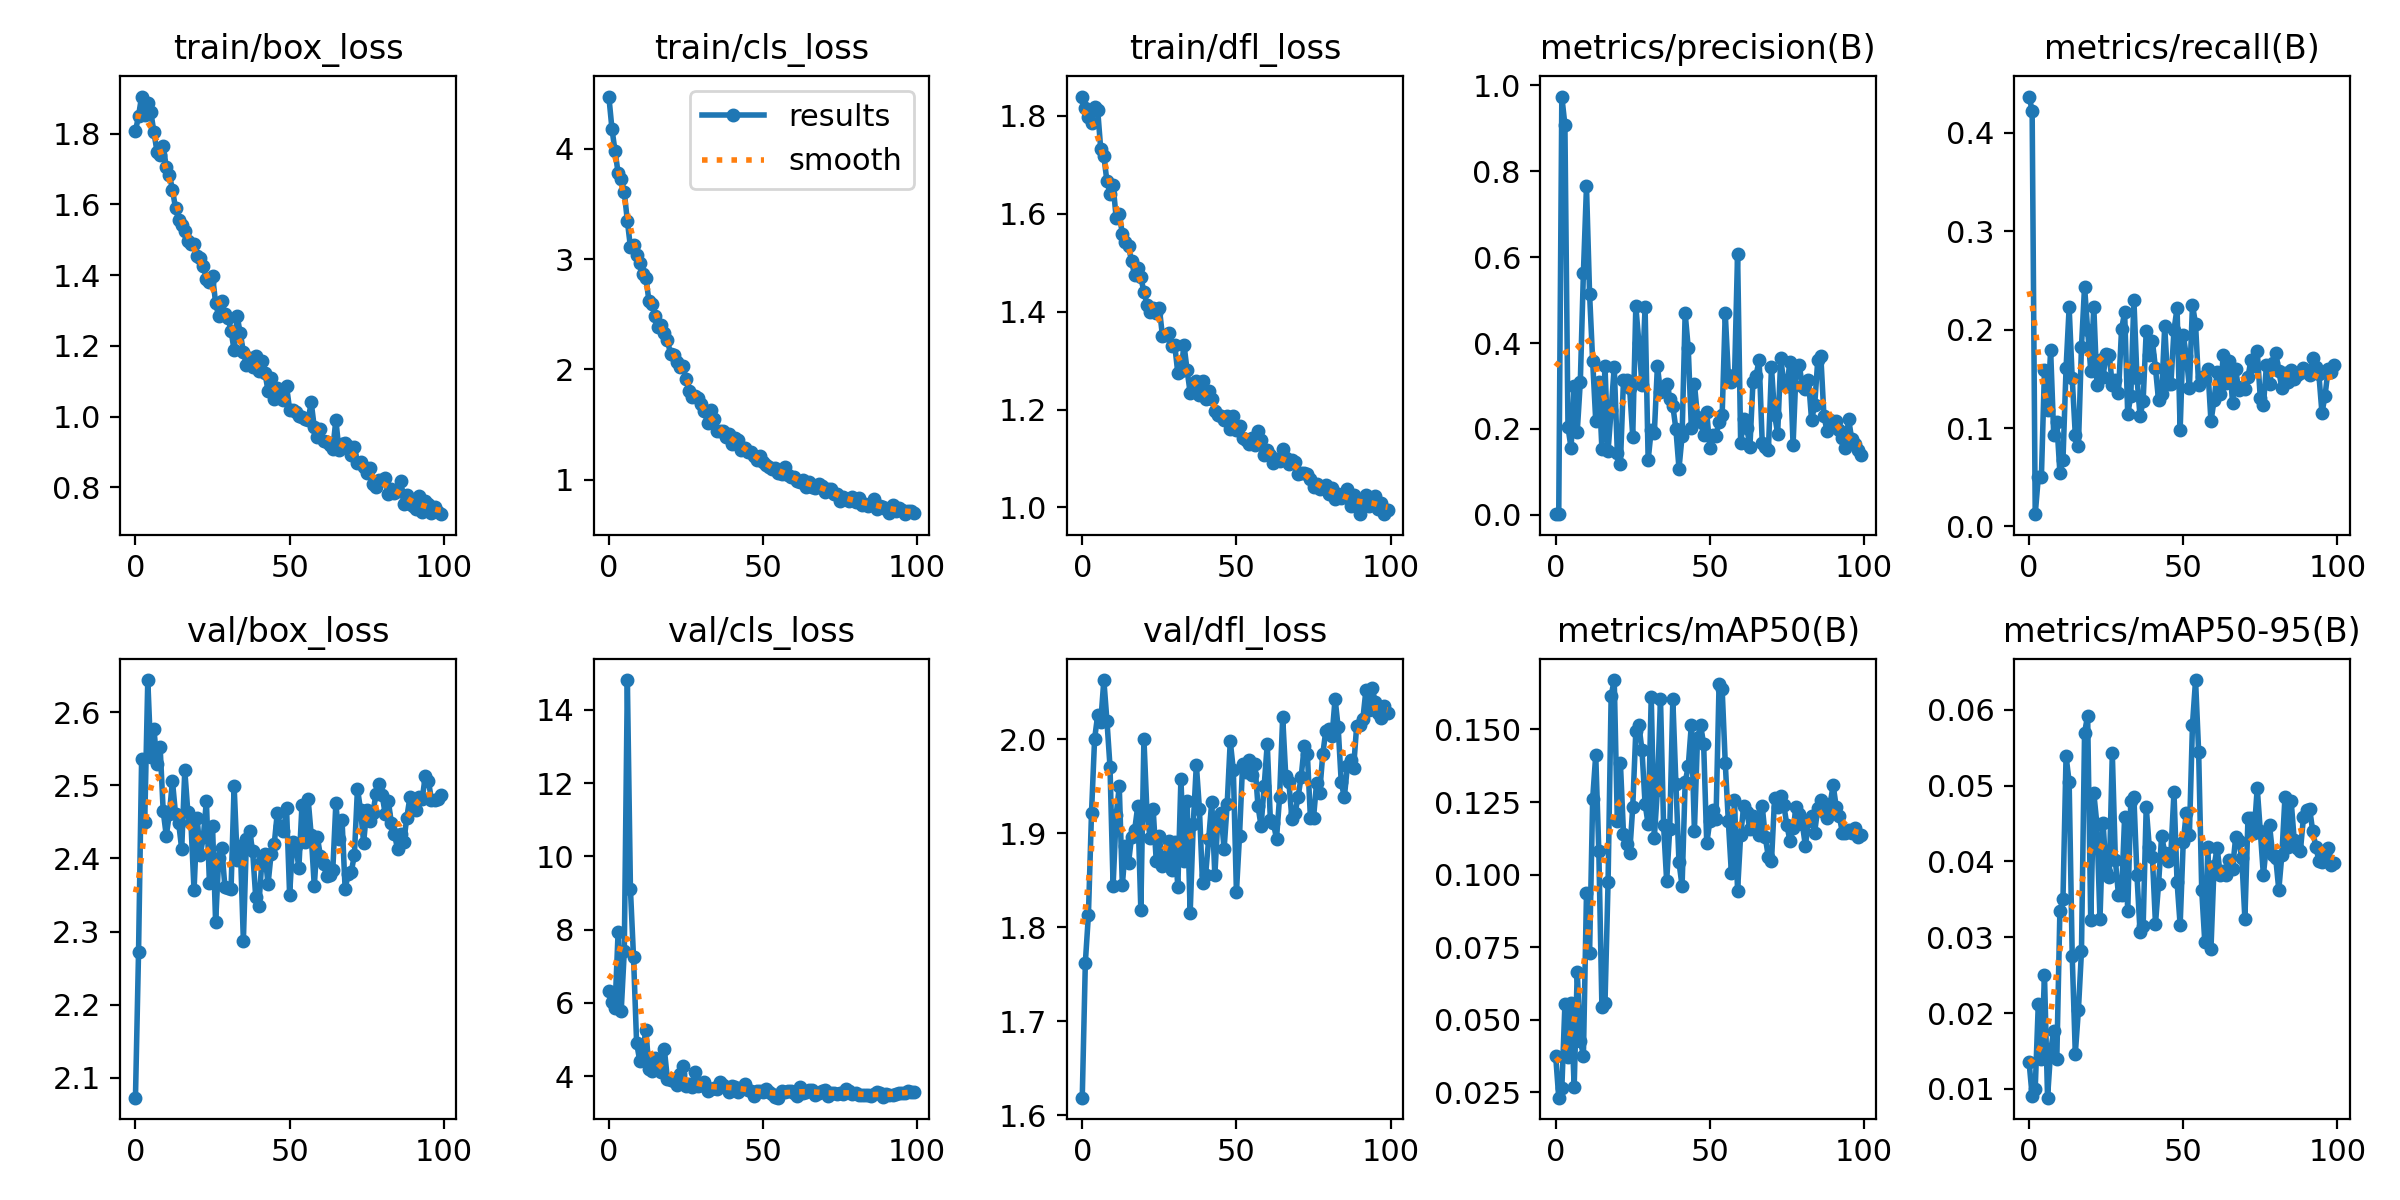 train/box_loss
1.8
1.6
1.4
1.2
1.0
0.8
0 50 100
train/cls_loss
results
smooth
4
3
2
1
0 50 100
train/dfl_loss
1.8
1.6
1.4
1.2
1.0
0 50 100
metrics/precision(B)
1.0
0.8
0.6
0.4
0.2
0.0
0 50 100
metrics/recall(B)
0.4
0.3
0.2
0.1
0.0
0 50 100
val/box_loss
2.6
2.5
2.4
2.3
2.2
2.1
0 50 100
val/cls_loss
14
12
10
8
6
4
0 50 100
val/dfl_loss
2.0
1.9
1.8
1.7
1.6
0 50 100
metrics/mAP50(B)
0.150
0.125
0.100
0.075
0.050
0.025
0 50 100
metrics/mAP50-95(B)
0.06
0.05
0.04
0.03
0.02
0.01
0 50 100